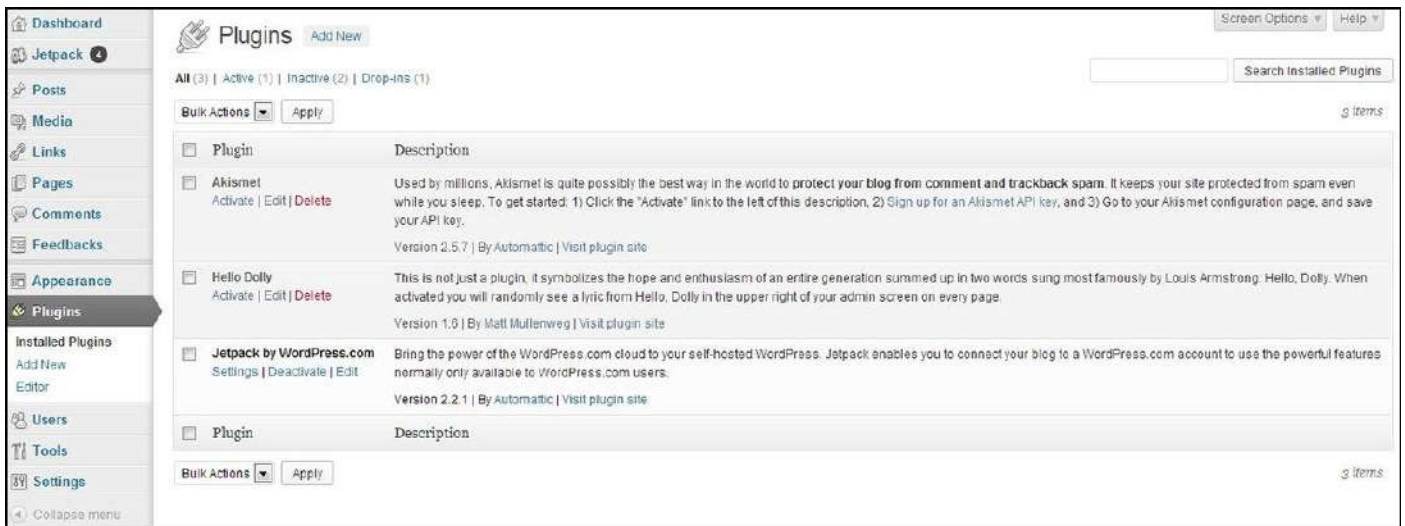 Dashboard
Jetpack 4
Posts
Media
Links
Pages
Comments
Feedbacks
Appearance
Plugins
Installed Plugins
Add New
Editor
Users
Tools
Settings
Collapse menu
Screen Options Help
Plugins Add New
All (3) | Active (1) | Inactive (2) | Drop-ins (1)
Search Installed Plugins
Bulk Actions Apply
3 items
Plugin Description
Akismet
Activate | Edit | Delete
Used by millions, Akismet is quite possibly the best way in the world to protect your blog from comment and trackback spam. It keeps your site protected from spam even
while you sleep. To get started: 1) Click the "Activate" link to the left of this description, 2) Sign up for an Akismet API key, and 3) Go to your Akismet configuration page, and save
your API key.
Version 2.5.7 | By Automattic | Visit plugin site
Hello Dolly
Activate | Edit | Delete
This is not just a plugin, it symbolizes the hope and enthusiasm of an entire generation summed up in two words sung most famously by Louis Armstrong: Hello, Dolly. When
activated you will randomly see a lyric from Hello, Dolly in the upper right of your admin screen on every page.
Version 1.6 | By Matt Mullenweg | Visit plugin site
Jetpack by WordPress.com
Settings | Deactivate | Edit
Bring the power of the WordPress.com cloud to your self-hosted WordPress. Jetpack enables you to connect your blog to a WordPress.com account to use the powerful features
normally only available to WordPress.com users.
Version 2.2.1 | By Automattic | Visit plugin site
Plugin Description
Bulk Actions Apply
3 items